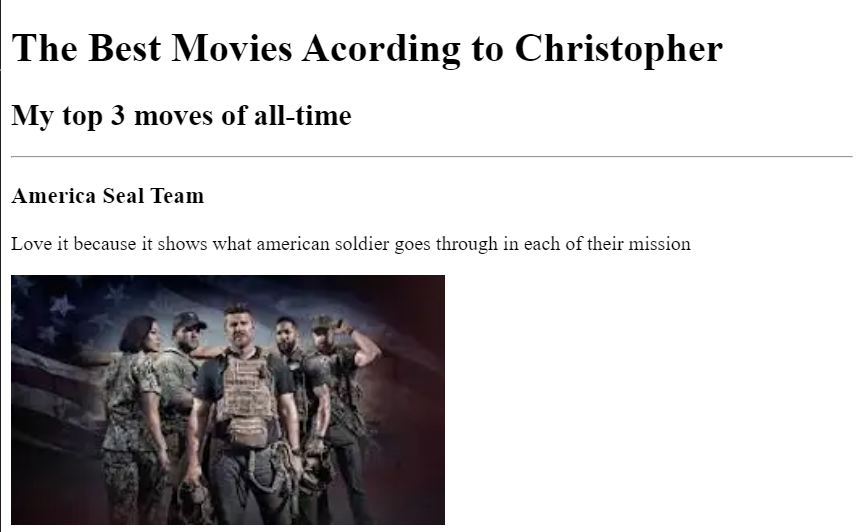 The Best Movies Acording to Christopher
My top 3 moves of all-time
America Seal Team
Love it because it shows what american soldier goes through in each of their mission